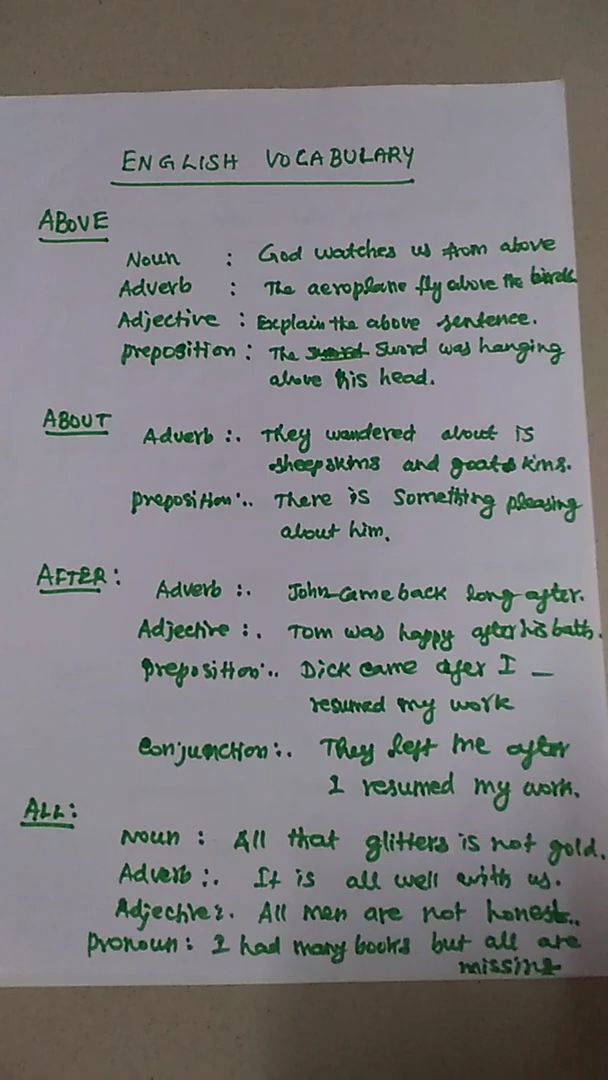 ENGLISH VOCABULARY
ABOVE
Noun : God watches us from above
Adverb : The aeroplane fly above the birds
Adjective : Explain the above sentence.
preposition : The sword was hanging
above his head.
ABOUT
Adverb :. They wandered about is
sheepskins and goatskins.
preposition :. There is something pleasing
about him.
AFTER :
Adverb :. John came back long after.
Adjective :. Tom was happy after his bath.
preposition :. Dick came afer I –
resumed my work
conjunction :. They left me after
I resumed my work.
ALL :
Noun : All that glitters is not gold.
Adverb :. It is all well with us.
Adjective :. All men are not honest..
pronoun : I had many books but all are
missing